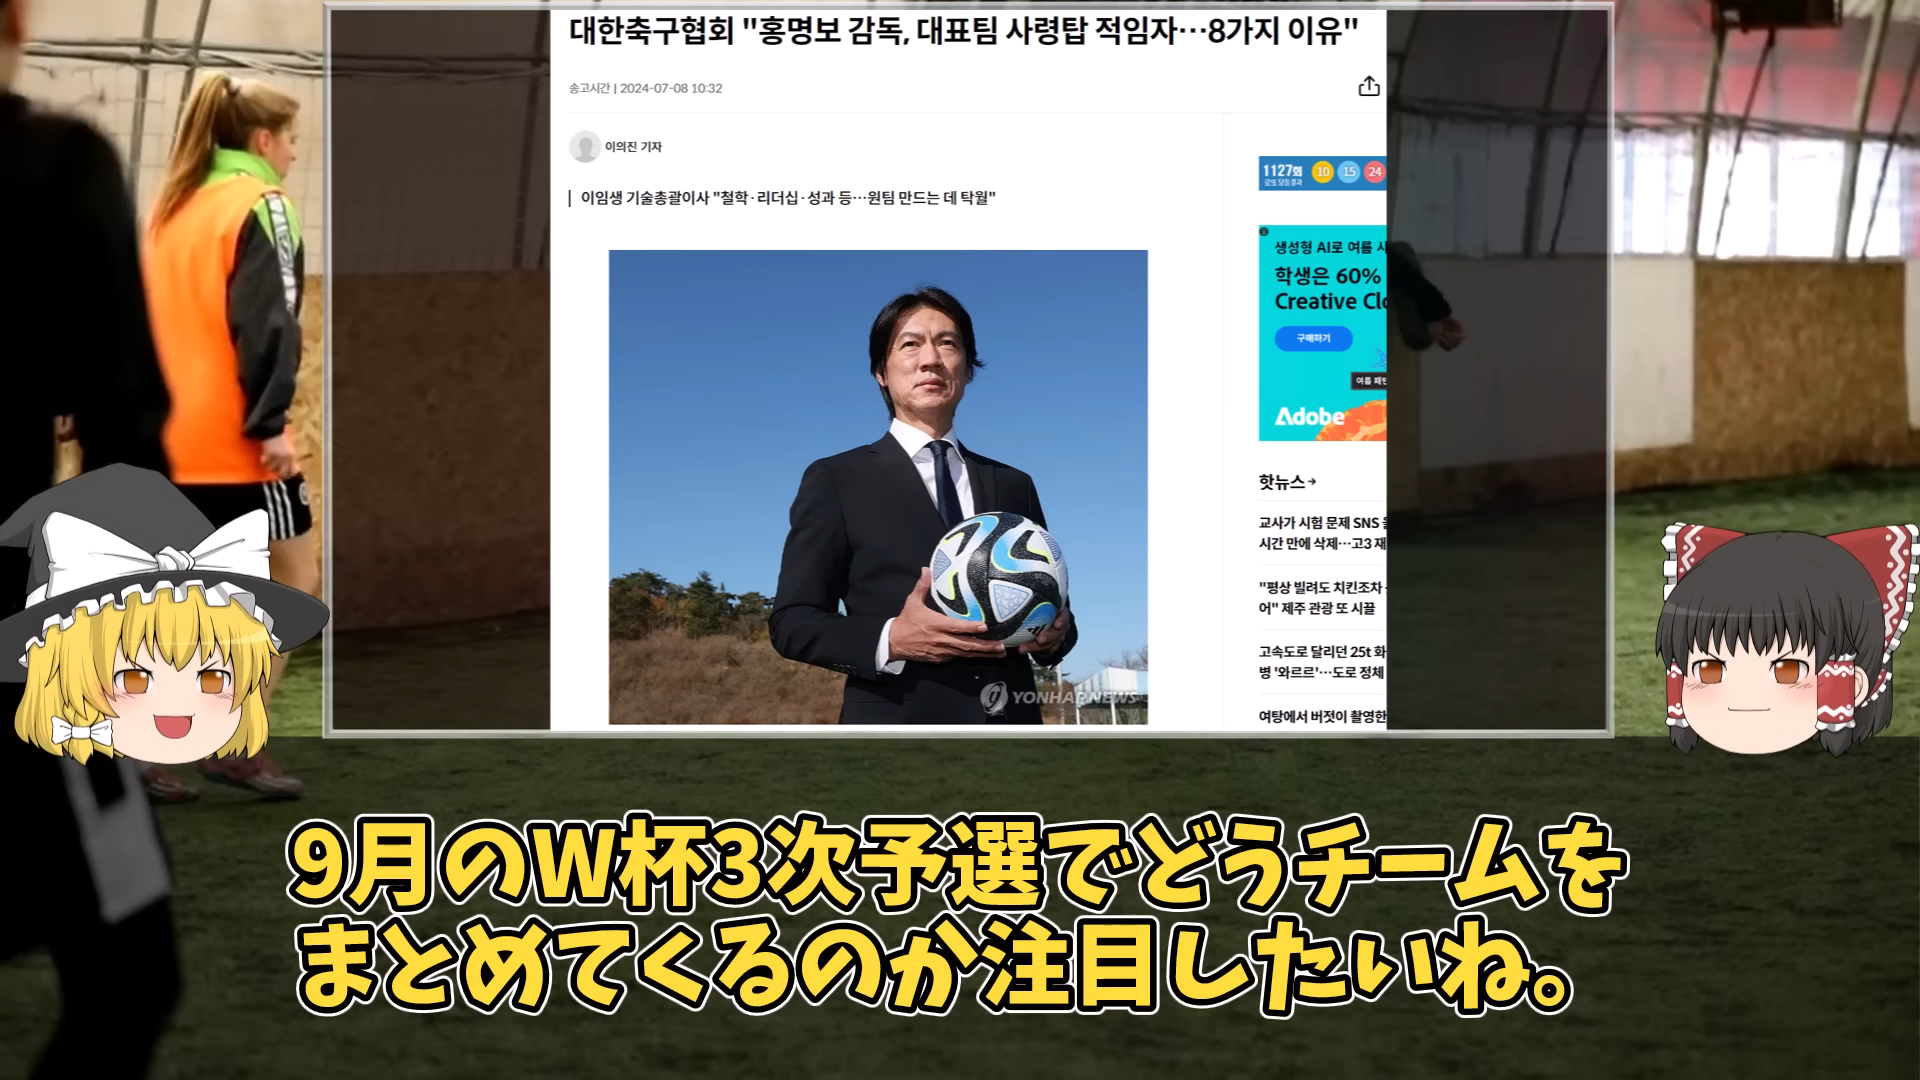 대한축구협회 "홍명보 감독, 대표팀 사령탑 적임자…8가지 이유"
송고시간 | 2024-07-08 10:32
이의진 기자
이임생 기술총괄이사 "철학·리더십·성과 등…원팀 만드는 데 탁월"
YONHAPNEWS
1127회
10 15 24
생성형 AI로 여름
학생은 60%
Creative Clo
구매하기
Adobe
핫뉴스
교사가 시험 문제 SNS
시간 만에 삭제…고3 재
"평상 빌려도 치킨조차
어" 제주 관광 또 시끌
고속도로 달리던 25t 화
병 '와르르'…도로 정체
여탕에서 버젓이 촬영한
9月のW杯3次予選でどうチームを
まとめてくるのか注目したいね。